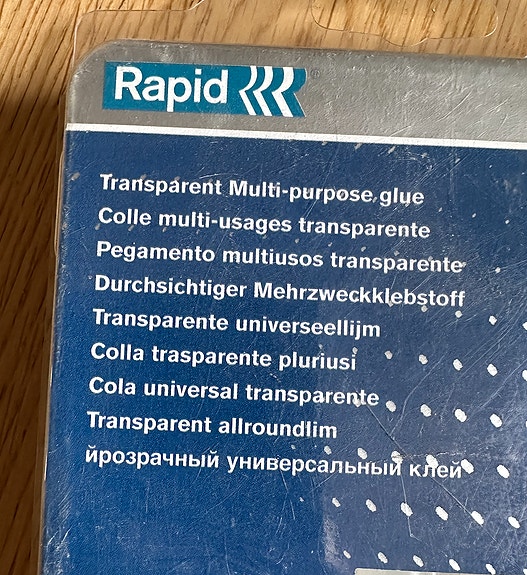 Rapid
Transparent Multi-purpose glue
Colle multi-usages transparente
Pegamento multiusos transparente
Durchsichtiger Mehrzweckklebstoff
Transparente universeellijm
Colla trasparente pluriusi
Cola universal transparente
Transparent allroundlim
йрозрачный универсальный клей